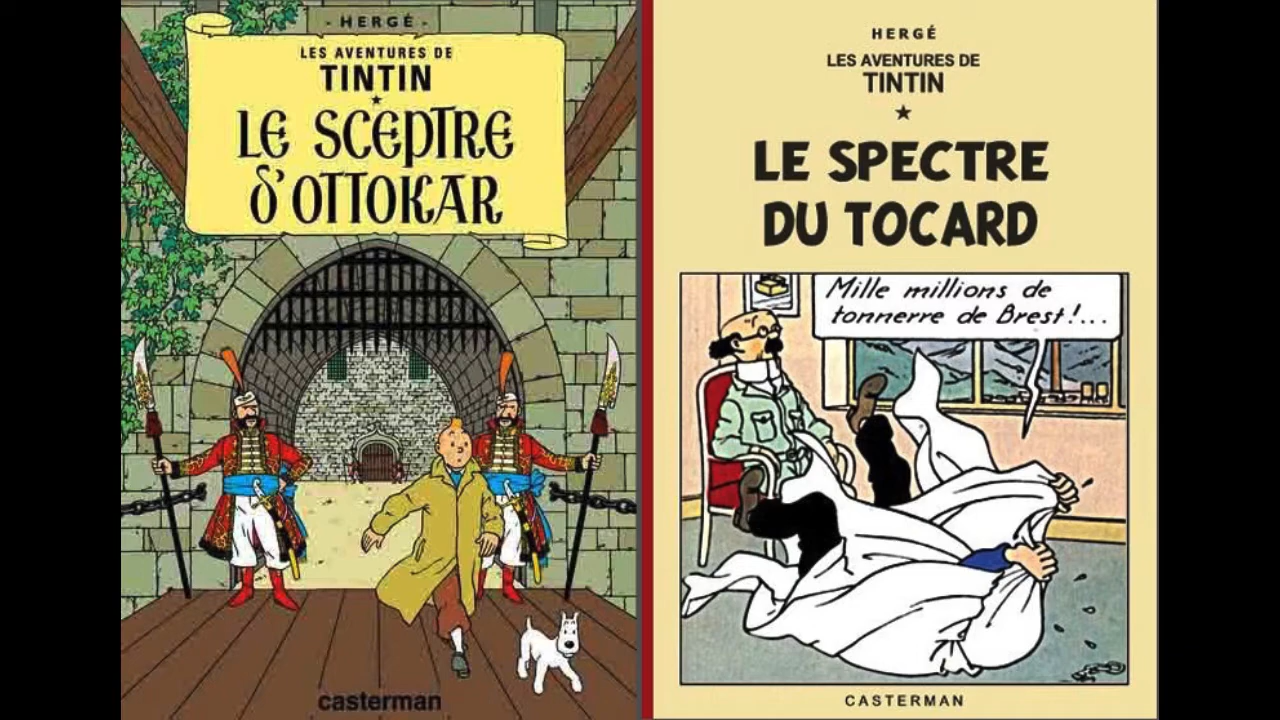 - HERGÉ -
LES AVENTURES DE
TINTIN
LE SCEPTRE
D'OTTOKAR
casterman
HERGÉ
LES AVENTURES DE
TINTIN
LE SPECTRE
DU TOCARD
Mille millions de
tonnerre de Brest!...
CASTERMAN